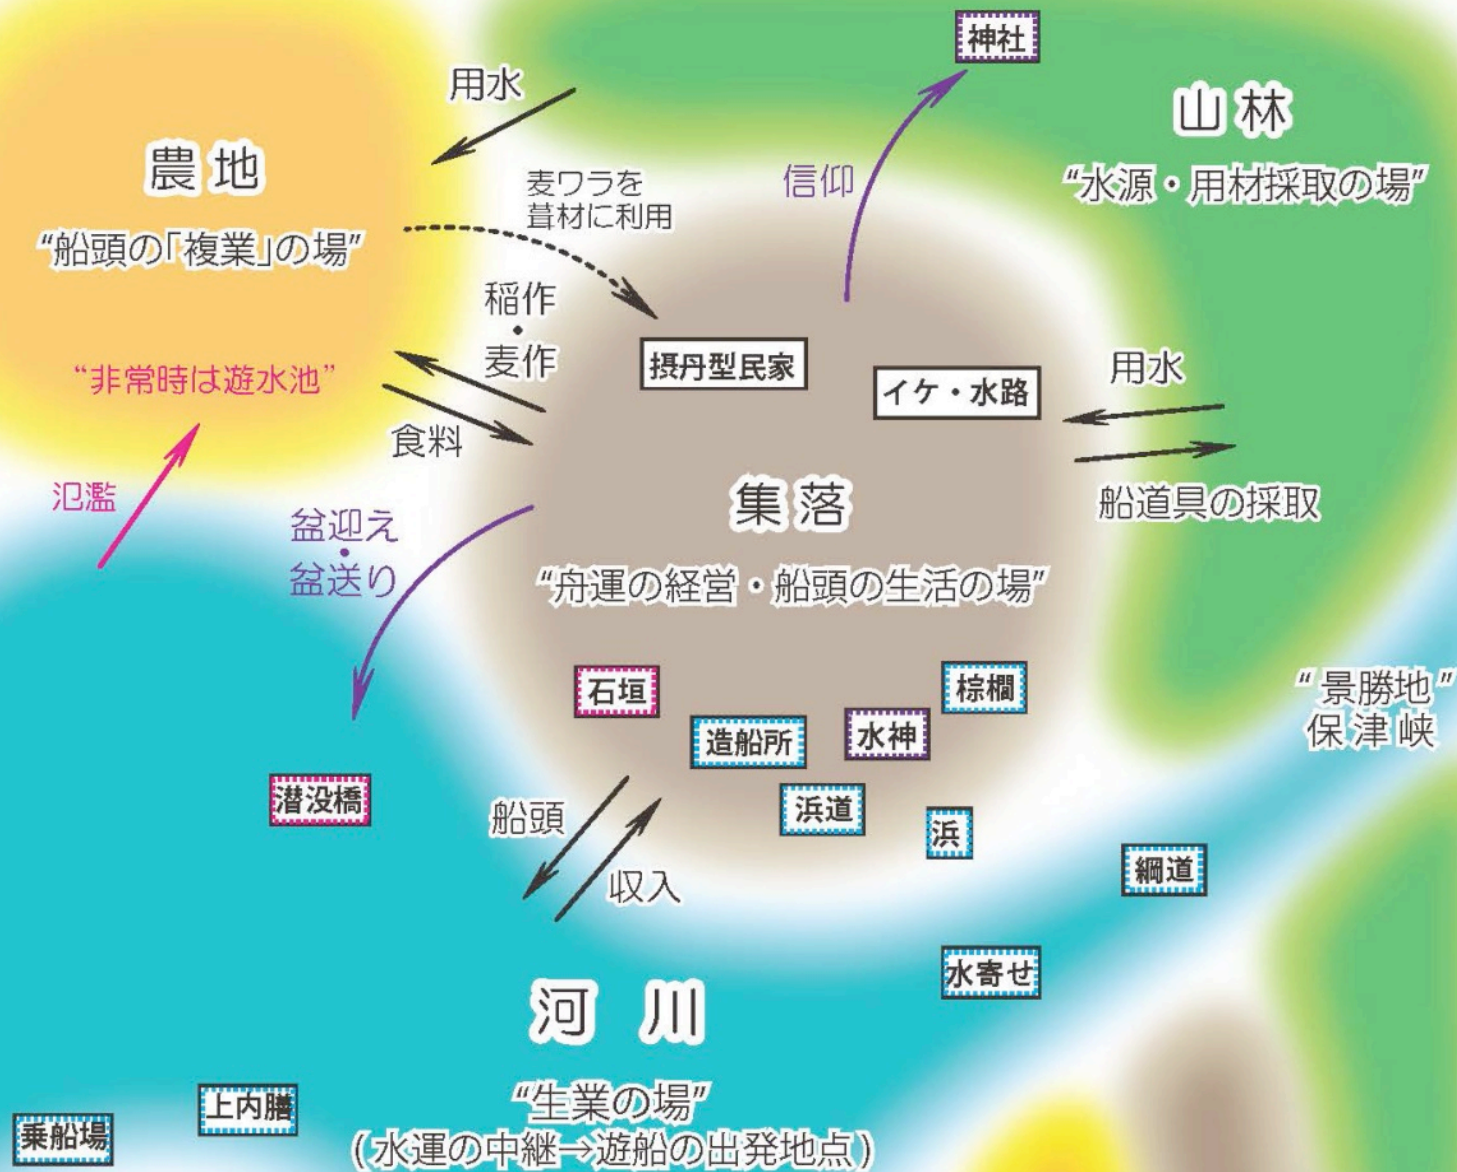 神社
用水
山林
“水源・用材採取の場”
農地
“船頭の「複業」の場”
麦ワラを
葺材に利用
信仰
稲作
・
麦作
摂丹型民家
イケ・水路
用水
“非常時は遊水池”
食料
船道具の採取
氾濫
集落
盆迎え
・
盆送り
“舟運の経営・船頭の生活の場”
石垣
棕櫚
造船所
水神
“景勝地”
保津峡
潜没橋
浜道
船頭
浜
収入
綱道
水寄せ
河川
“生業の場”
(水運の中継→遊船の出発地点)
上内膳
乗船場